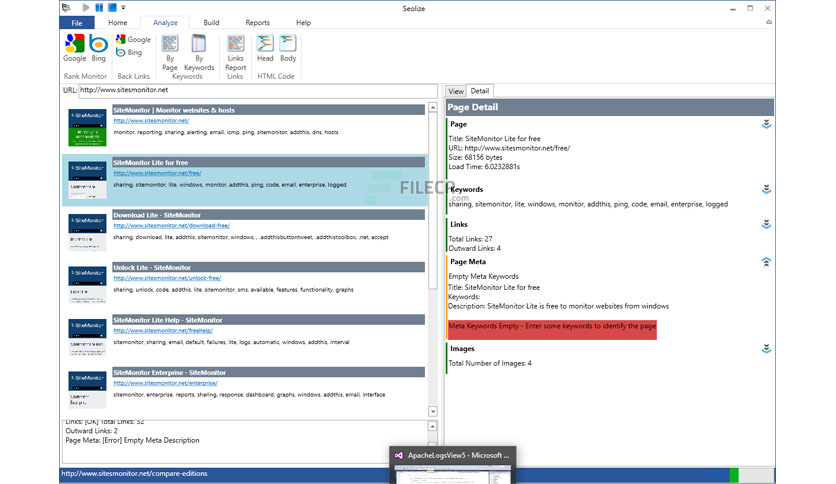 Seolize
File Home Analyze Build Reports Help
Google Bing Google Bing By Page By Keywords Links Report Head Body
Rank Monitor Back Links Keywords Links HTML Code
URL: http://www.sitesmonitor.net
View Detail
Page Detail
SiteMonitor | Monitor websites & hosts
http://www.sitesmonitor.net/
monitor, reporting, sharing, alerting, email, icmp, ping, sitemonitor, addthis, dns, hosts
SiteMonitor Lite for free
http://www.sitesmonitor.net/free/
sharing, sitemonitor, lite, windows, monitor, addthis, ping, code, email, enterprise, logged
Download Lite - SiteMonitor
http://www.sitesmonitor.net/download-free/
sharing, download, lite, addthis, sitemonitor, windows, , .addthisbuttontweet, .addthistoolbox, .net, accept
Unlock Lite - SiteMonitor
http://www.sitesmonitor.net/unlock-free/
sharing, unlock, code, addthis, lite, sitemonitor, sms, available, features, functionality, graphs
SiteMonitor Lite Help - SiteMonitor
http://www.sitesmonitor.net/freehelp/
sitemonitor, sharing, email, default, failures, lite, logs, automatic, windows, addthis, interval
SiteMonitor Enterprise - SiteMonitor
http://www.sitesmonitor.net/enterprise/
sitemonitor, enterprise, reports, sharing, response, dashboard, graphs, windows, addthis, email, interface
Links: [OK] Total Links: 32
Outward Links: 2
Page Meta: [Error] Empty Meta Description
Page
Title: SiteMonitor Lite for free
URL: http://www.sitesmonitor.net/free/
Size: 68156 bytes
Load Time: 6.0232881s
Keywords
sharing, sitemonitor, lite, windows, monitor, addthis, ping, code, email, enterprise, logged
Links
Total Links: 27
Outward Links: 4
Page Meta
Empty Meta Keywords
Title: SiteMonitor Lite for free
Keywords:
Description: SiteMonitor Lite is free to monitor websites from windows
Meta Keywords Empty - Enter some keywords to identify the page
Images
Total Number of Images: 4
.com
ApacheLogsView5 - Microsoft ...
http://www.sitesmonitor.net/compare-editions